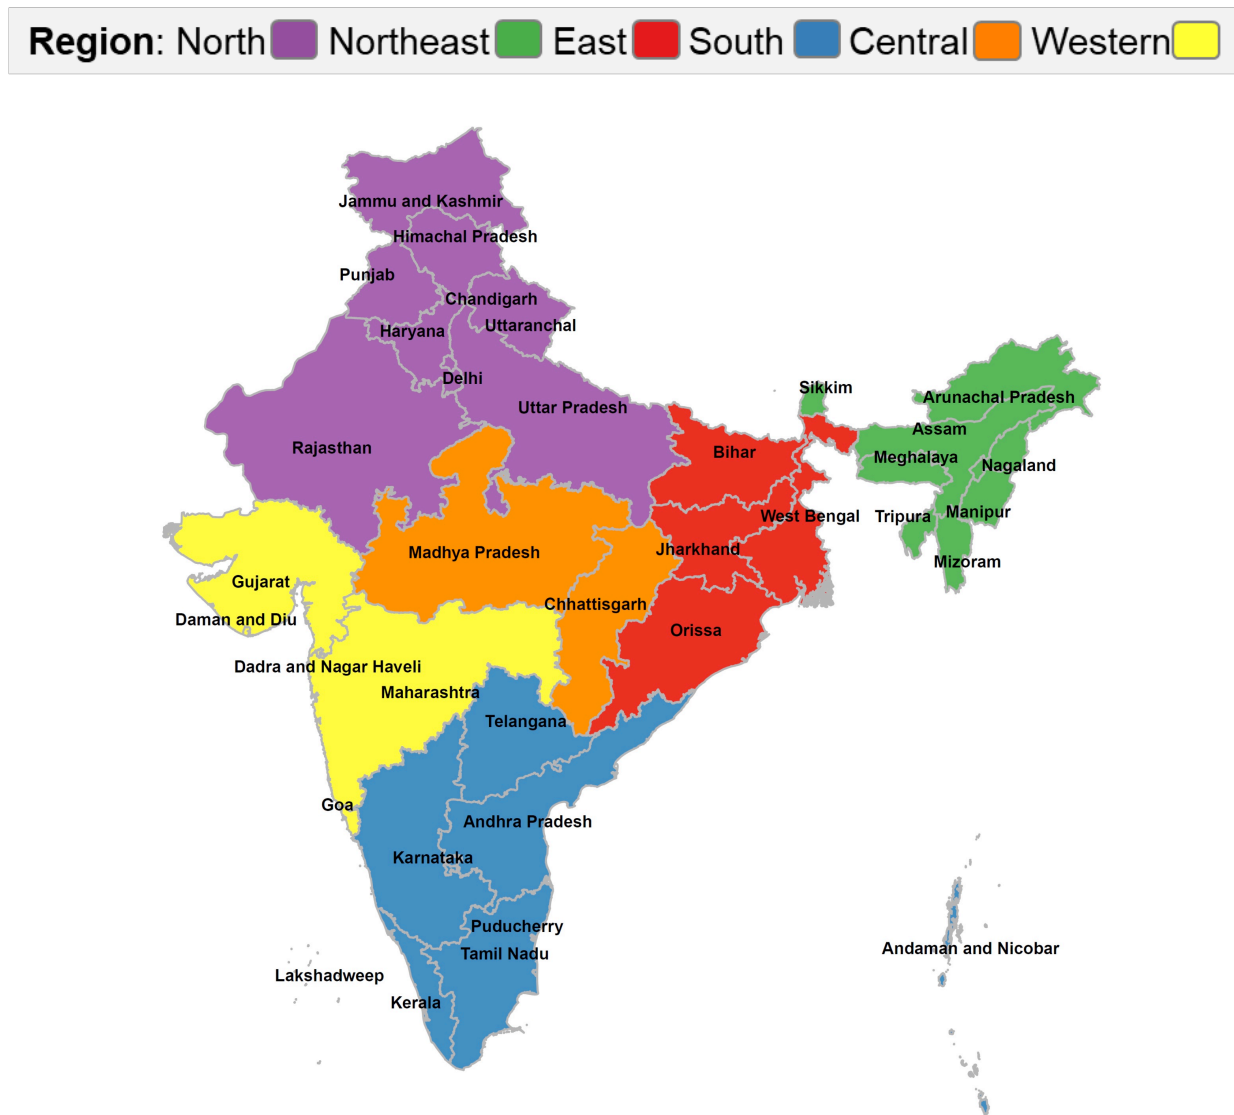 Region: North Northeast East South Central Western
Jammu and Kashmir
Himachal Pradesh
Punjab
Chandigarh
Uttaranchal
Haryana
Delhi
Sikkim
Arunachal Pradesh
Uttar Pradesh
Assam
Rajasthan
Bihar
Meghalaya
Nagaland
West Bengal
Tripura
Manipur
Madhya Pradesh
Jharkhand
Mizoram
Gujarat
Chhattisgarh
Daman and Diu
Orissa
Dadra and Nagar Haveli
Maharashtra
Telangana
Goa
Andhra Pradesh
Karnataka
Puducherry
Tamil Nadu
Andaman and Nicobar
Lakshadweep
Kerala